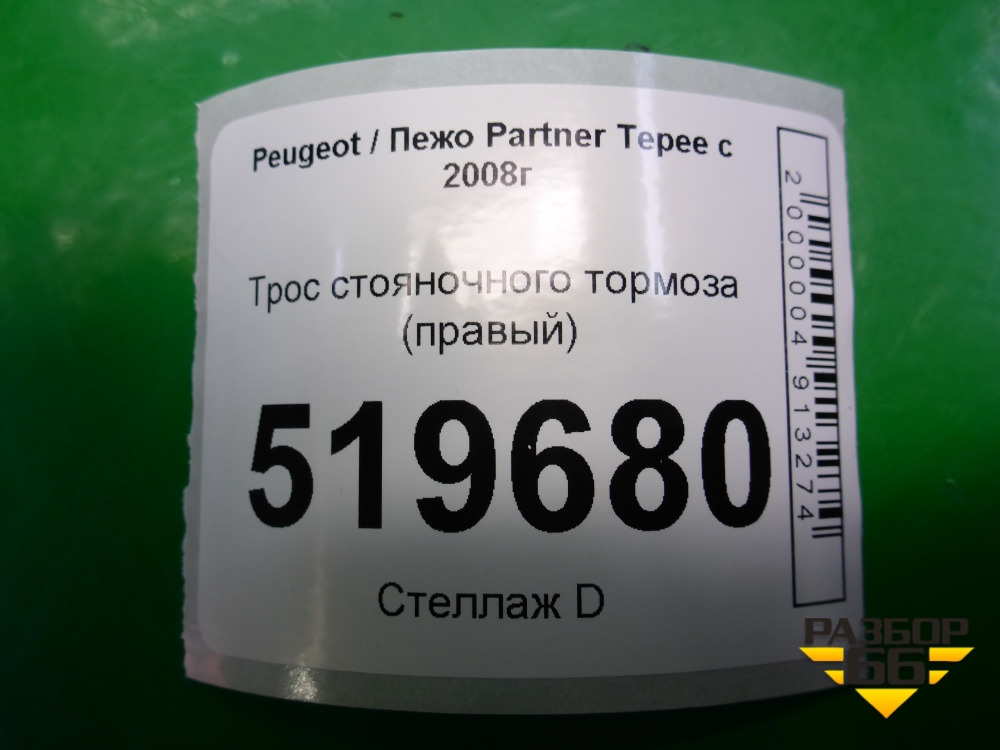 Peugeot / Пежо Partner Tepee с
2008г
Трос стояночного тормоза
(правый)
519680
Стеллаж D
2000004913274
РАЗБОР
66